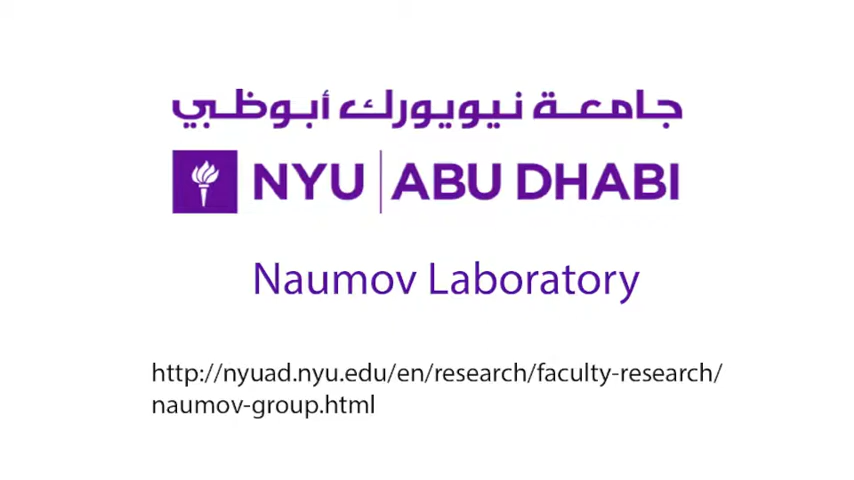 جامعة نيويورك أبوظبي
NYU ABU DHABI
Naumov Laboratory
http://nyuad.nyu.edu/en/research/faculty-research/
naumov-group.html